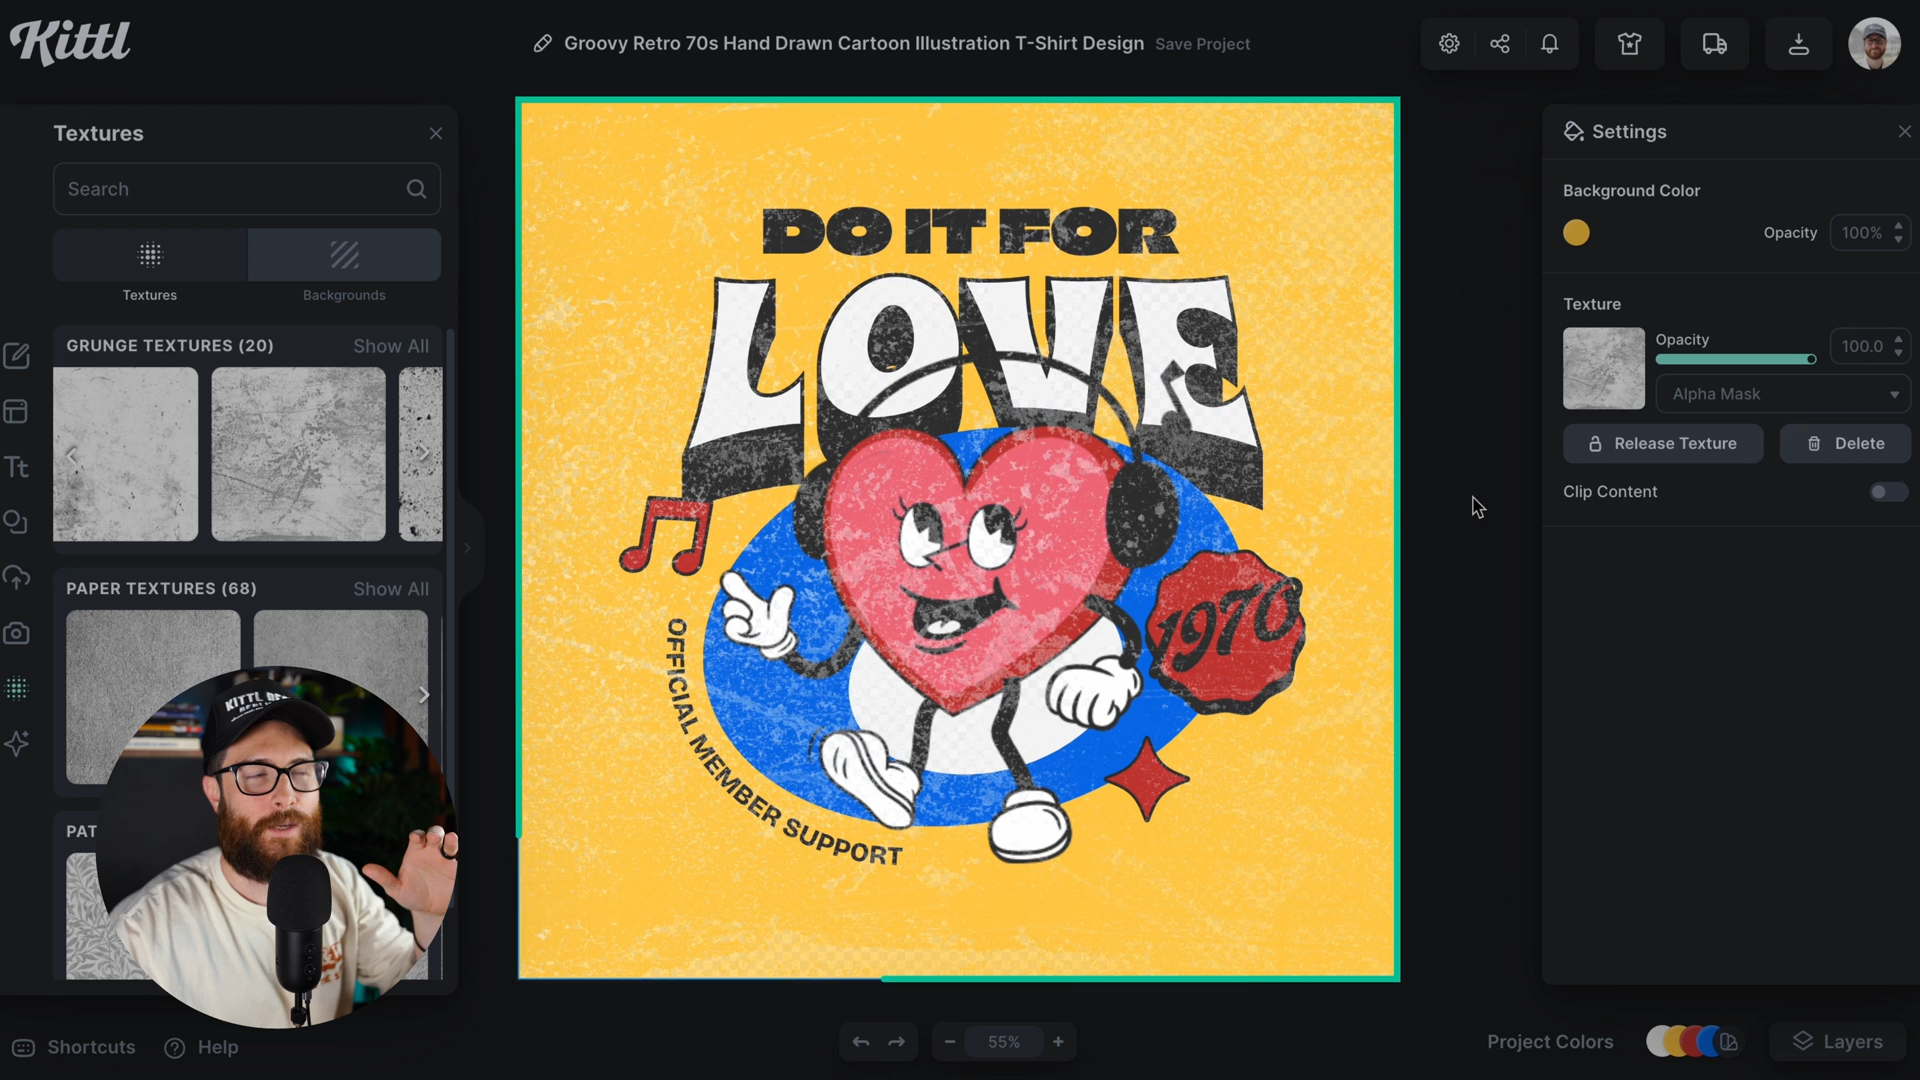 Kittl
Groovy Retro 70s Hand Drawn Cartoon Illustration T-Shirt Design Save Project
Textures
Search
Textures
Backgrounds
GRUNGE TEXTURES (20)
Show All
PAPER TEXTURES (68)
Show All
PAT
DO IT FOR
LOVE
1970
OFFICIAL MEMBER SUPPORT
KITTL
Settings
Background Color
Opacity
100%
Texture
Opacity
100.0
Alpha Mask
Release Texture
Delete
Clip Content
Shortcuts
Help
55%
Project Colors
Layers